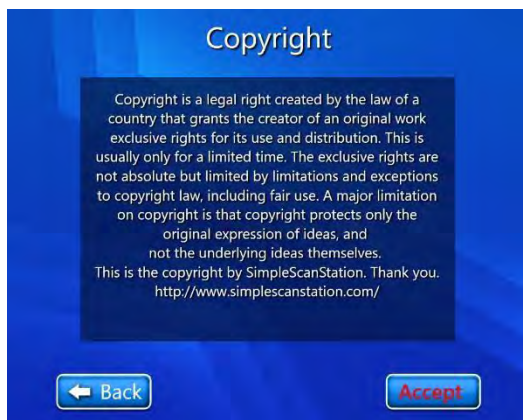 Copyright
Copyright is a legal right created by the law of a
country that grants the creator of an original work
exclusive rights for its use and distribution. This is
usually only for a limited time. The exclusive rights are
not absolute but limited by limitations and exceptions
to copyright law, including fair use. A major limitation
on copyright is that copyright protects only the
original expression of ideas, and
not the underlying ideas themselves.
This is the copyright by SimpleScanStation. Thank you.
http://www.simplescanstation.com/
Back
Accept